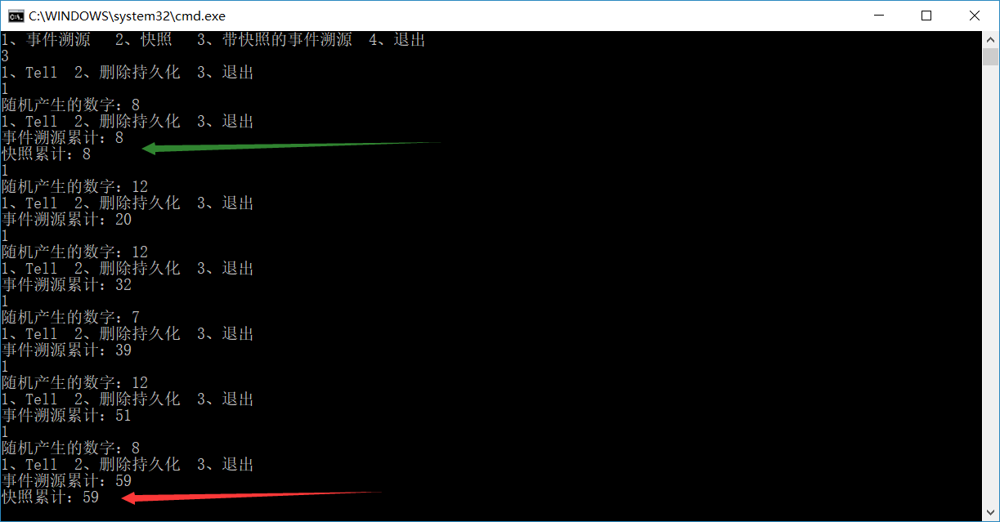 C:\WINDOWS\system32\cmd.exe
1、事件溯源   2、快照   3、带快照的事件溯源  4、退出
3
1、Tell  2、删除持久化  3、退出
1
随机产生的数字：8
1、Tell  2、删除持久化  3、退出
事件溯源累计：8
快照累计：8
1
随机产生的数字：12
1、Tell  2、删除持久化  3、退出
事件溯源累计：20
1
随机产生的数字：12
1、Tell  2、删除持久化  3、退出
事件溯源累计：32
1
随机产生的数字：7
1、Tell  2、删除持久化  3、退出
事件溯源累计：39
1
随机产生的数字：12
1、Tell  2、删除持久化  3、退出
事件溯源累计：51
1
随机产生的数字：8
1、Tell  2、删除持久化  3、退出
事件溯源累计：59
快照累计：59